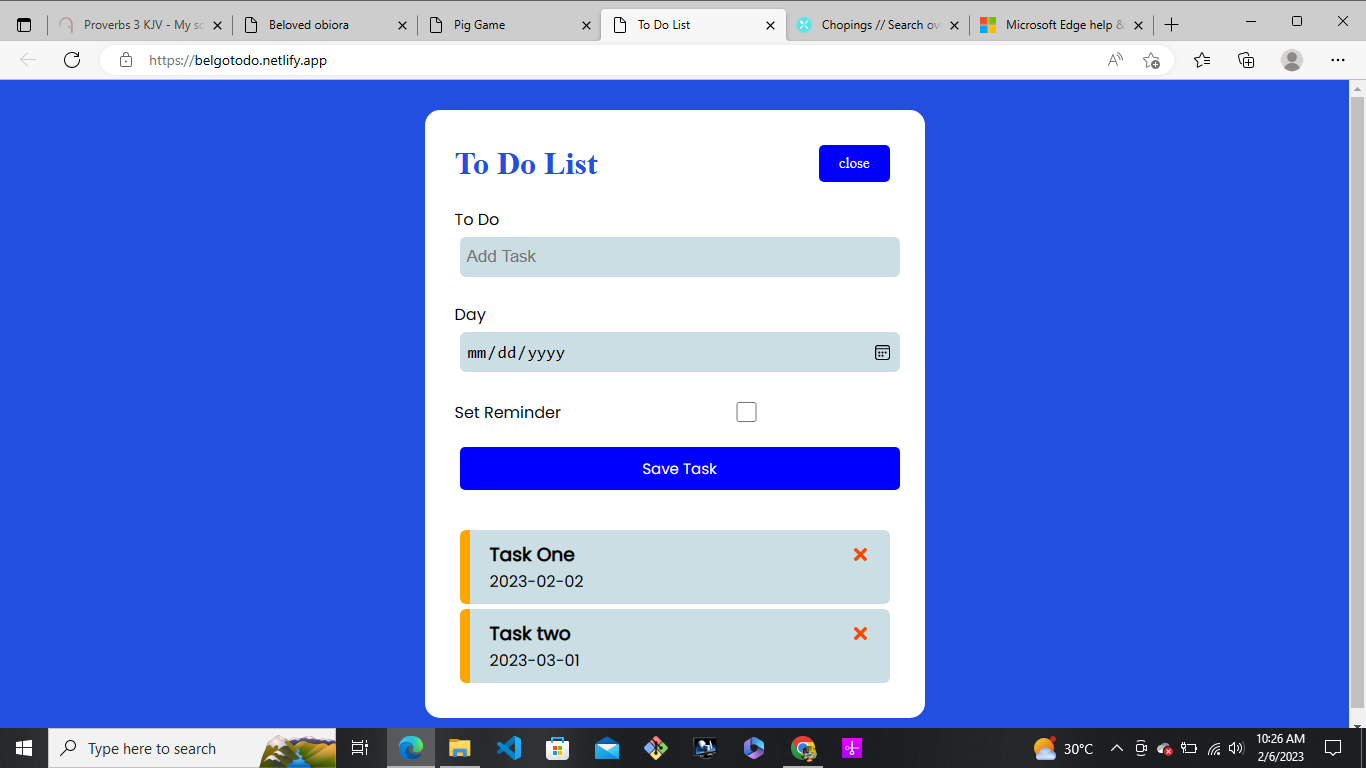 Proverbs 3 KJV - My sc
Beloved obiora
Pig Game
To Do List
Chopings // Search ov
Microsoft Edge help &
https://belgotodo.netlify.app
To Do List
close
To Do
Add Task
Day
mm/dd/yyyy
Set Reminder
Save Task
Task One
2023-02-02
Task two
2023-03-01
Type here to search
30°C
10:26 AM
2/6/2023